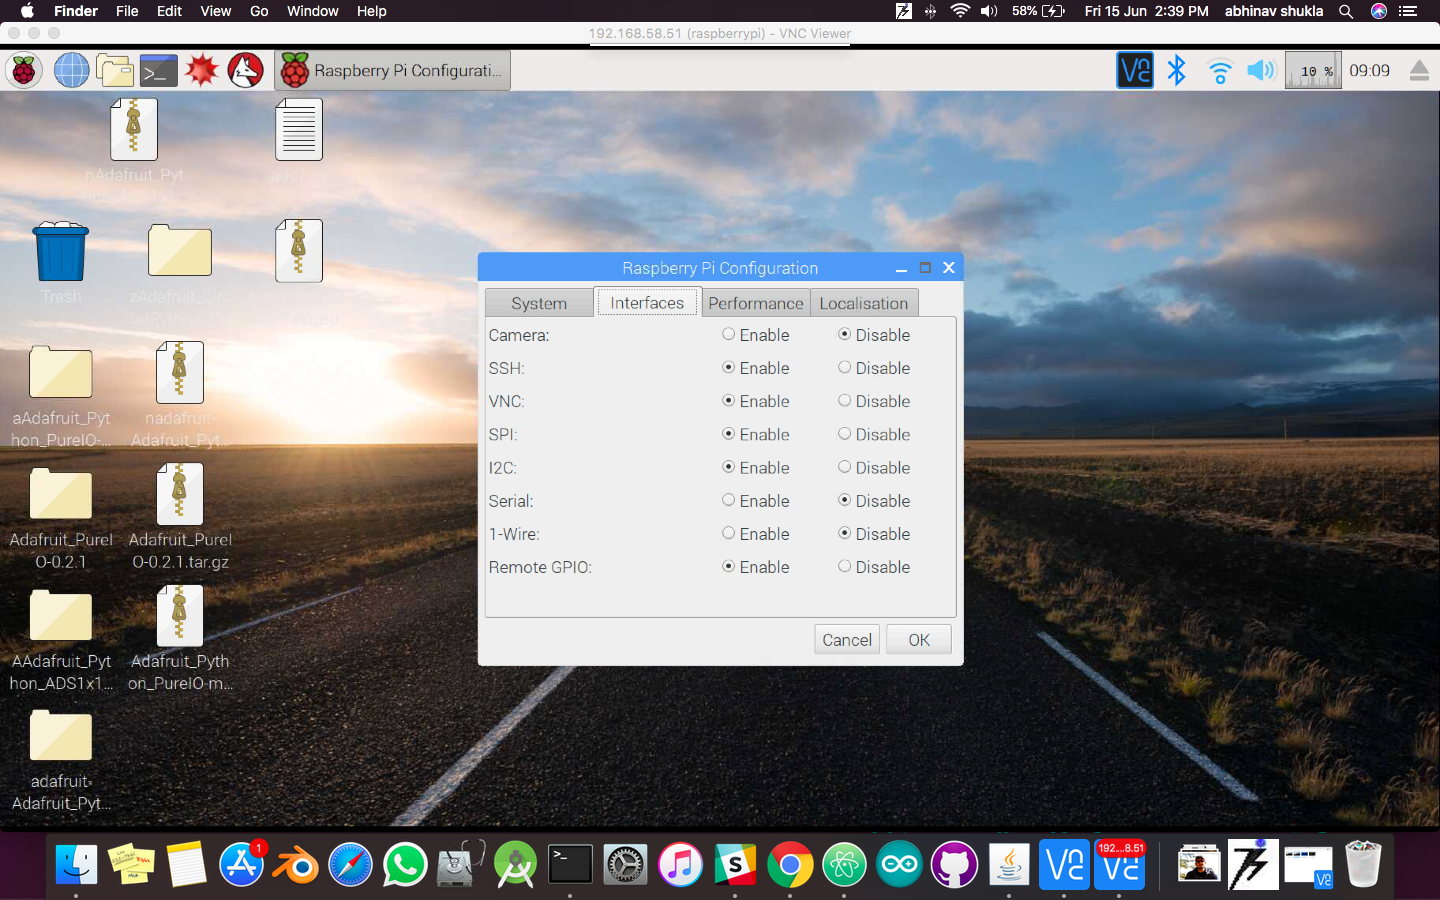 Finder File Edit View Go Window Help 58% Fri 15 Jun 2:39 PM abhinav shukla
192.168.58.51 (raspberrypi) - VNC Viewer
Raspberry Pi Configurati... 10 % 09:09
nAdafruit_Pyt
Trash
aAdafruit_Pyt
hon_PureIO-...
nadafruit-
Adafruit_Pyt...
Adafruit_PureI
O-0.2.1
Adafruit_PureI
O-0.2.1.tar.gz
AAdafruit_Pyt
hon_ADS1x1...
Adafruit_Pyth
on_PureIO-m...
adafruit-
Adafruit_Pyt...
Raspberry Pi Configuration
System Interfaces Performance Localisation
Camera: Enable Disable
SSH: Enable Disable
VNC: Enable Disable
SPI: Enable Disable
I2C: Enable Disable
Serial: Enable Disable
1-Wire: Enable Disable
Remote GPIO: Enable Disable
Cancel OK
1
192...8.51